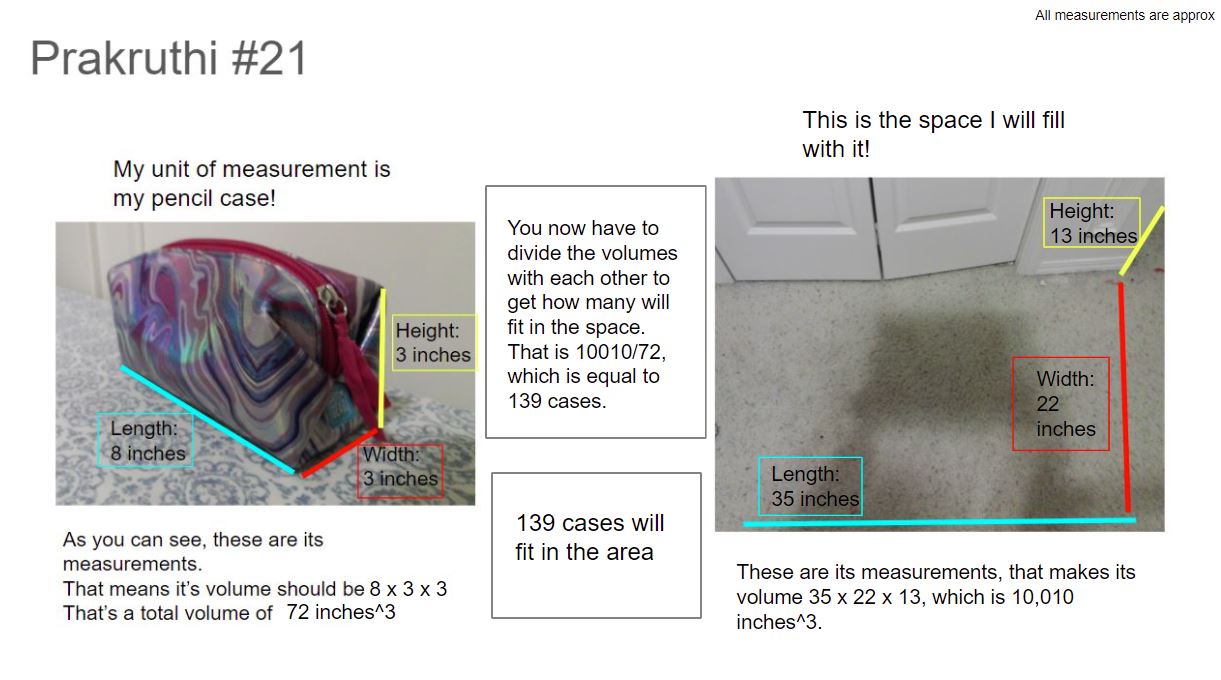 All measurements are approx
Prakruthi #21
My unit of measurement is
my pencil case!
Height:
3 inches
Length:
8 inches
Width:
3 inches
As you can see, these are its
measurements.
That means it's volume should be 8 x 3 x 3
That's a total volume of 72 inches^3
You now have to
divide the volumes
with each other to
get how many will
fit in the space.
That is 10010/72,
which is equal to
139 cases.
139 cases will
fit in the area
This is the space I will fill
with it!
Height:
13 inches
Width:
22
inches
Length:
35 inches
These are its measurements, that makes its
volume 35 x 22 x 13, which is 10,010
inches^3.